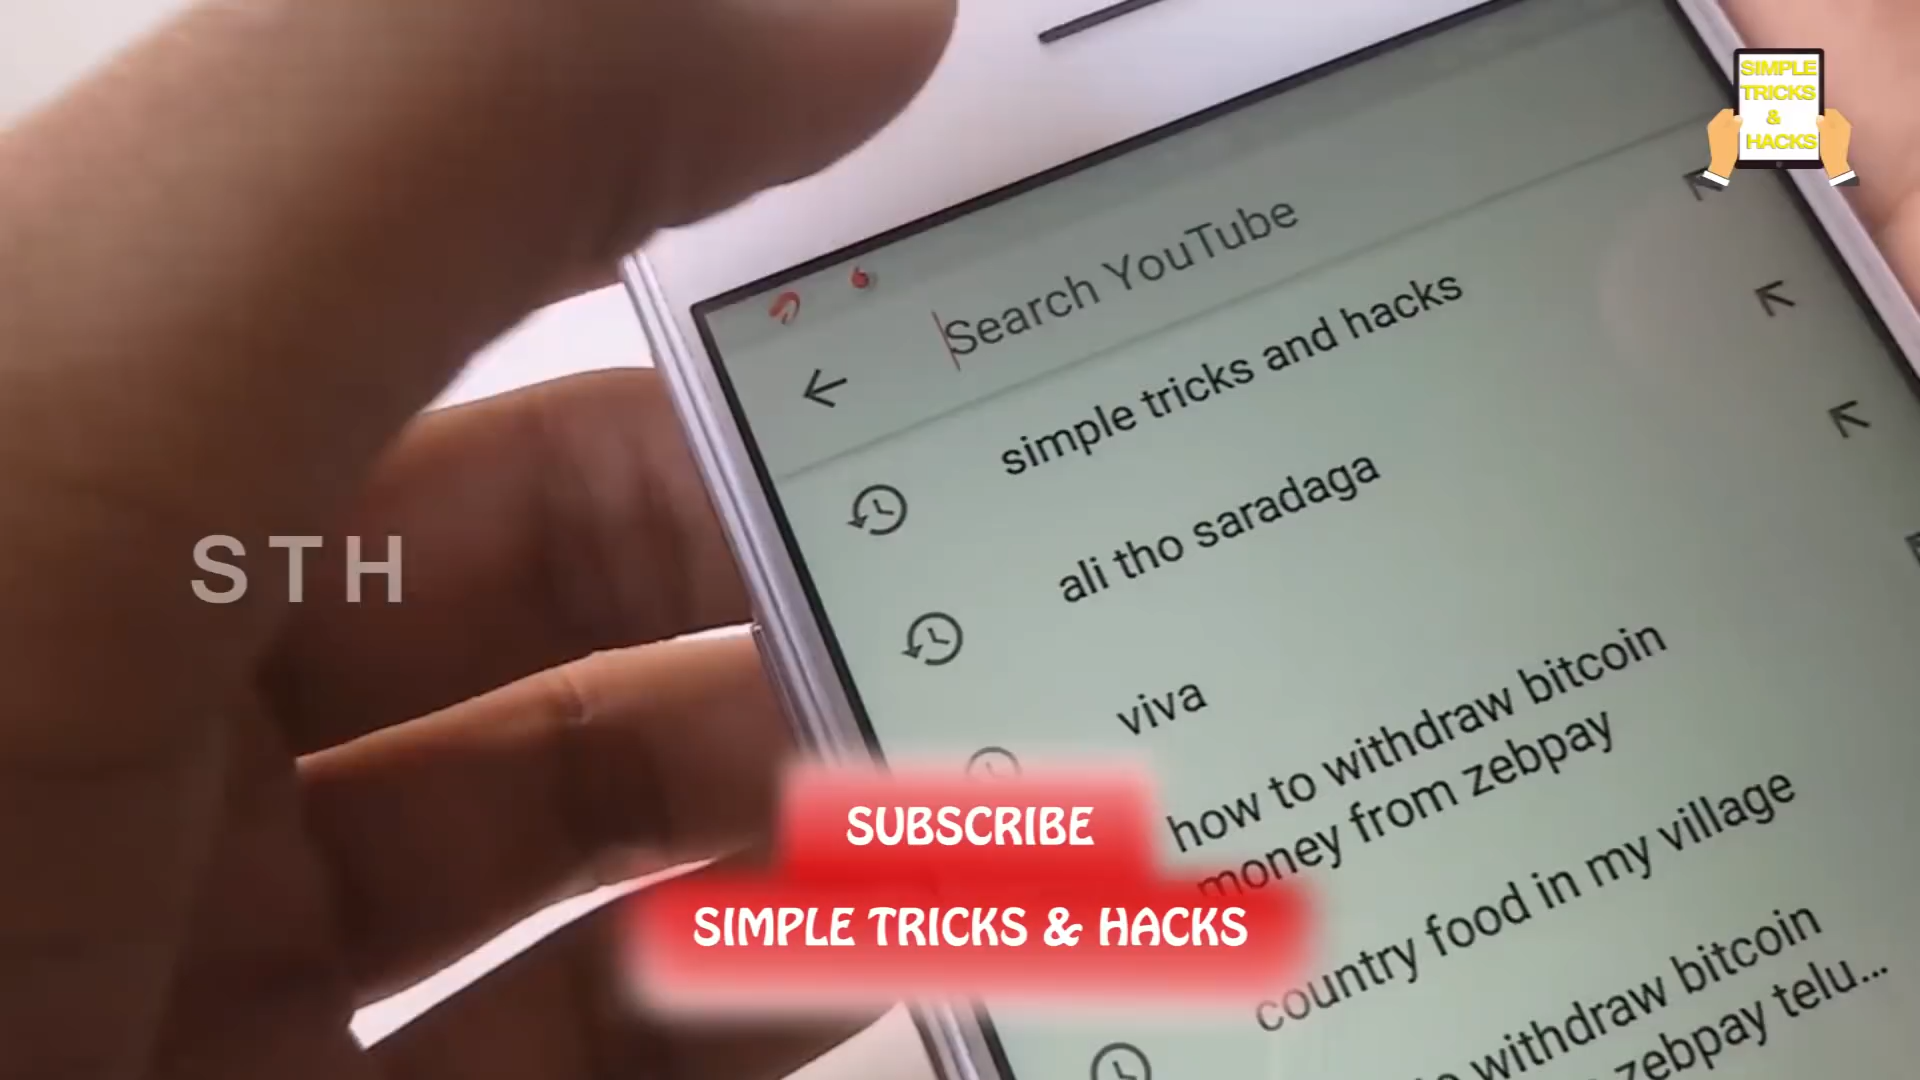 SIMPLE
TRICKS
&
HACKS
Search YouTube
simple tricks and hacks
ali tho saradaga
viva
how to withdraw bitcoin
money from zebpay
country food in my village
withdraw bitcoin
zebpay telu...
STH
SUBSCRIBE
SIMPLE TRICKS & HACKS